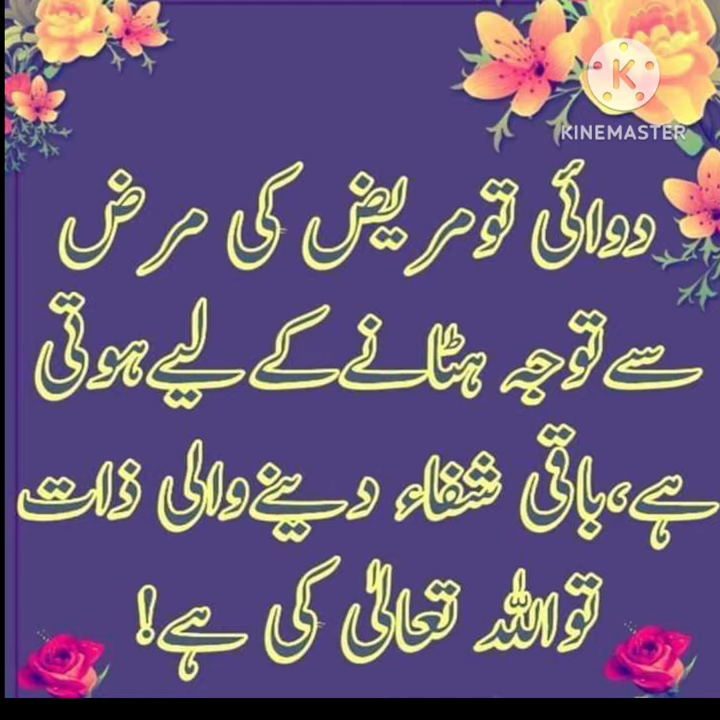 KINEMASTER
دوائی تو مریض کی مرض
سے توجہ ہٹانے کے لیے ہوتی
ہے، باقی شفاء دینے والی ذات
تو اللہ تعالیٰ کی ہے!